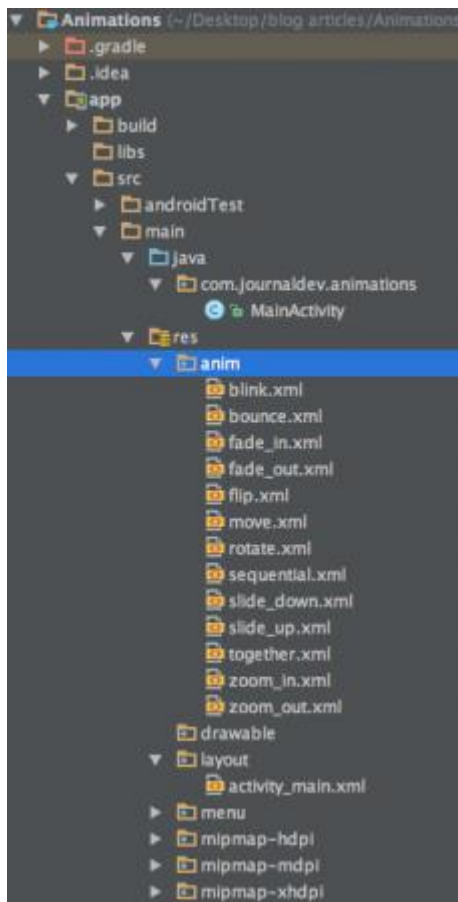 Animations (~/Desktop/blog articles/Animations
.gradle
.idea
app
build
libs
src
androidTest
main
java
com.journaldev.animations
MainActivity
res
anim
blink.xml
bounce.xml
fade_in.xml
fade_out.xml
flip.xml
move.xml
rotate.xml
sequential.xml
slide_down.xml
slide_up.xml
together.xml
zoom_in.xml
zoom_out.xml
drawable
layout
activity_main.xml
menu
mipmap-hdpi
mipmap-mdpi
mipmap-xhdpi